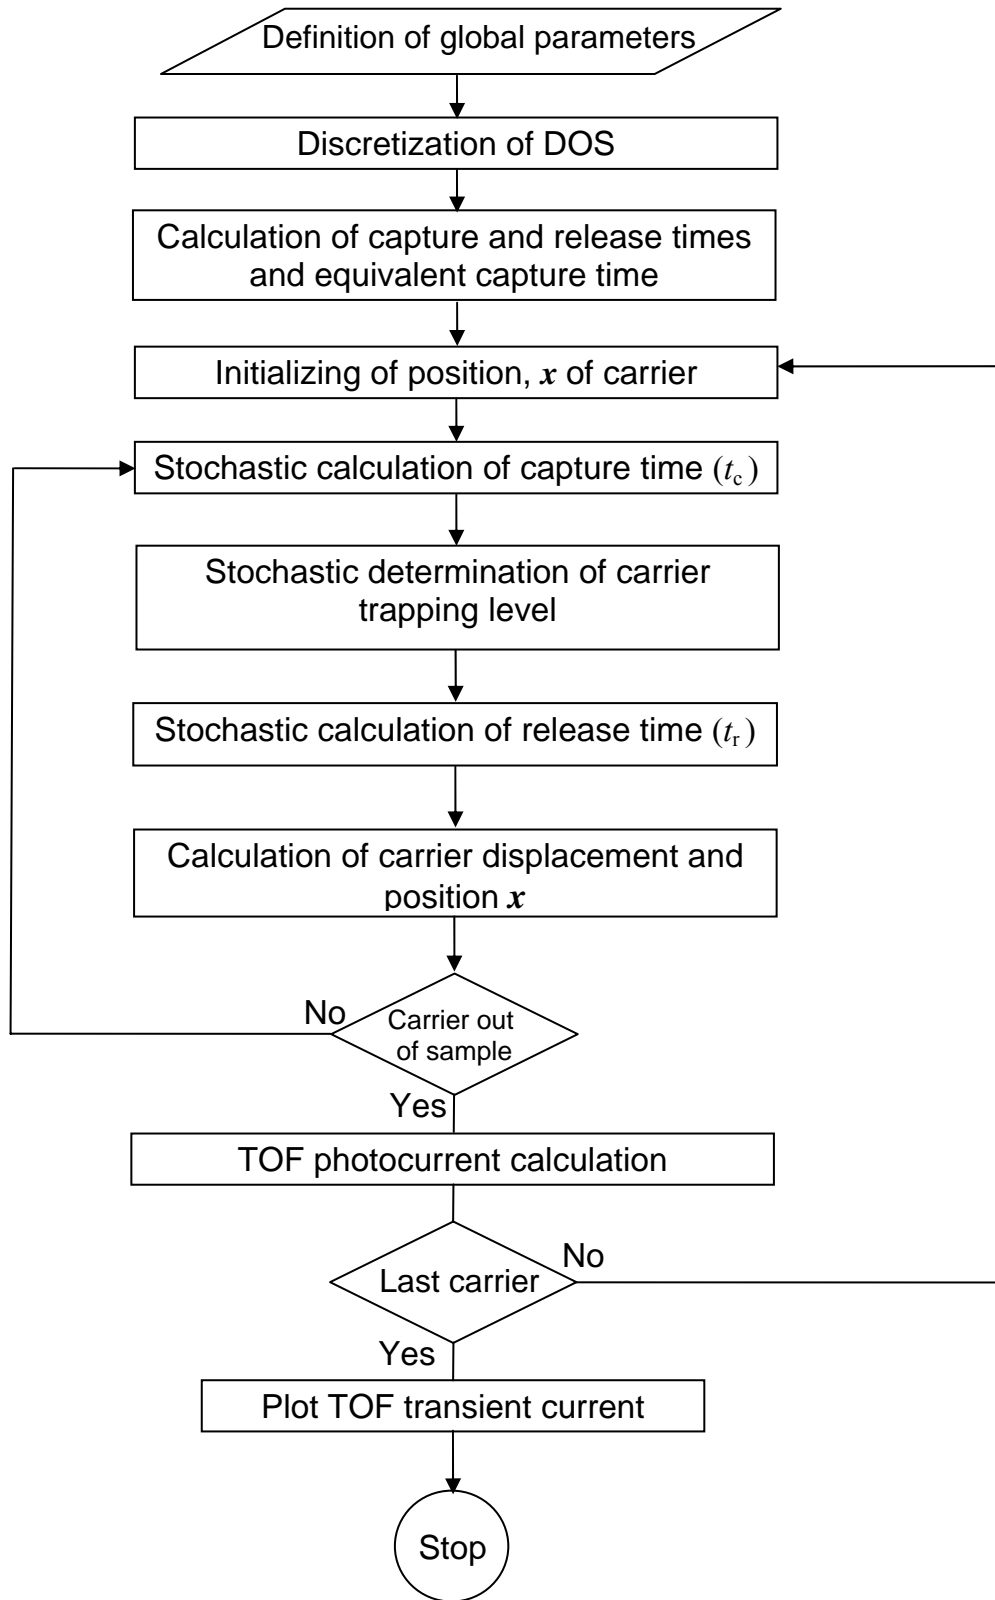 Definition of global parameters
Discretization of DOS
Calculation of capture and release times
and equivalent capture time
Initializing of position, x of carrier
Stochastic calculation of capture time (t_c)
Stochastic determination of carrier
trapping level
Stochastic calculation of release time (t_r)
Calculation of carrier displacement and
position x
No
Carrier out
of sample
Yes
TOF photocurrent calculation
No
Last carrier
Yes
Plot TOF transient current
Stop